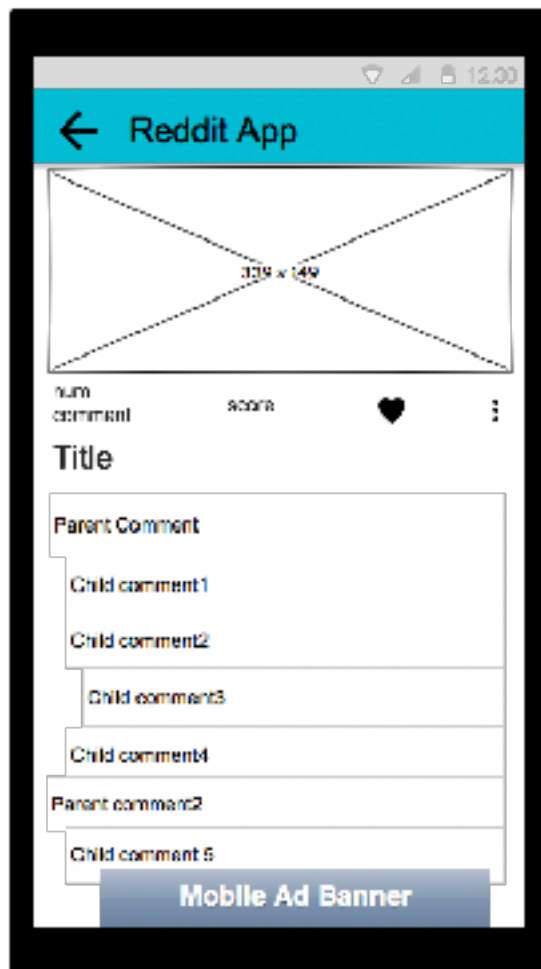 12:00
Reddit App
339 x 149
num
comment
score
Title
Parent Comment
Child comment1
Child comment2
Child comment3
Child comment4
Parent comment2
Child comment 5
Mobile Ad Banner